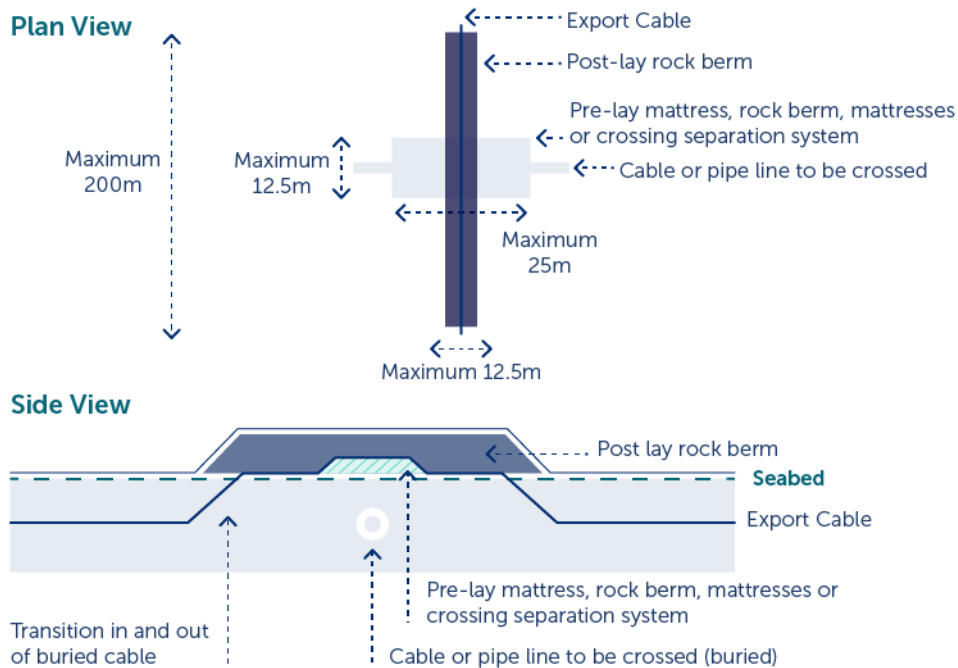 Plan View
Export Cable
Post-lay rock berm
Pre-lay mattress, rock berm, mattresses
or crossing separation system
Maximum
200m
Maximum
12.5m
Cable or pipe line to be crossed
Maximum
25m
Maximum 12.5m
Side View
Post lay rock berm
Seabed
Export Cable
Pre-lay mattress, rock berm, mattresses or
crossing separation system
Transition in and out
of buried cable
Cable or pipe line to be crossed (buried)